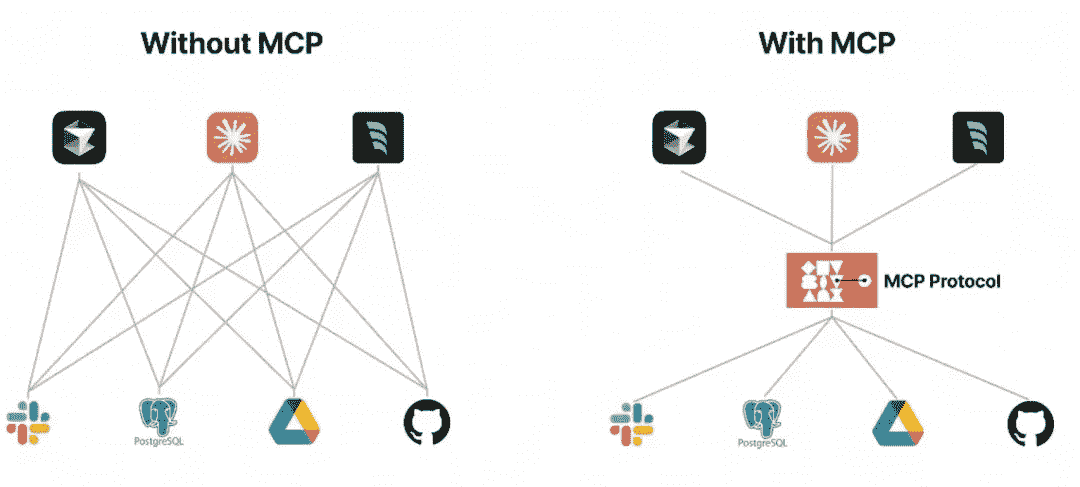 Without MCP
With MCP
MCP Protocol
PostgreSQL
PostgreSQL